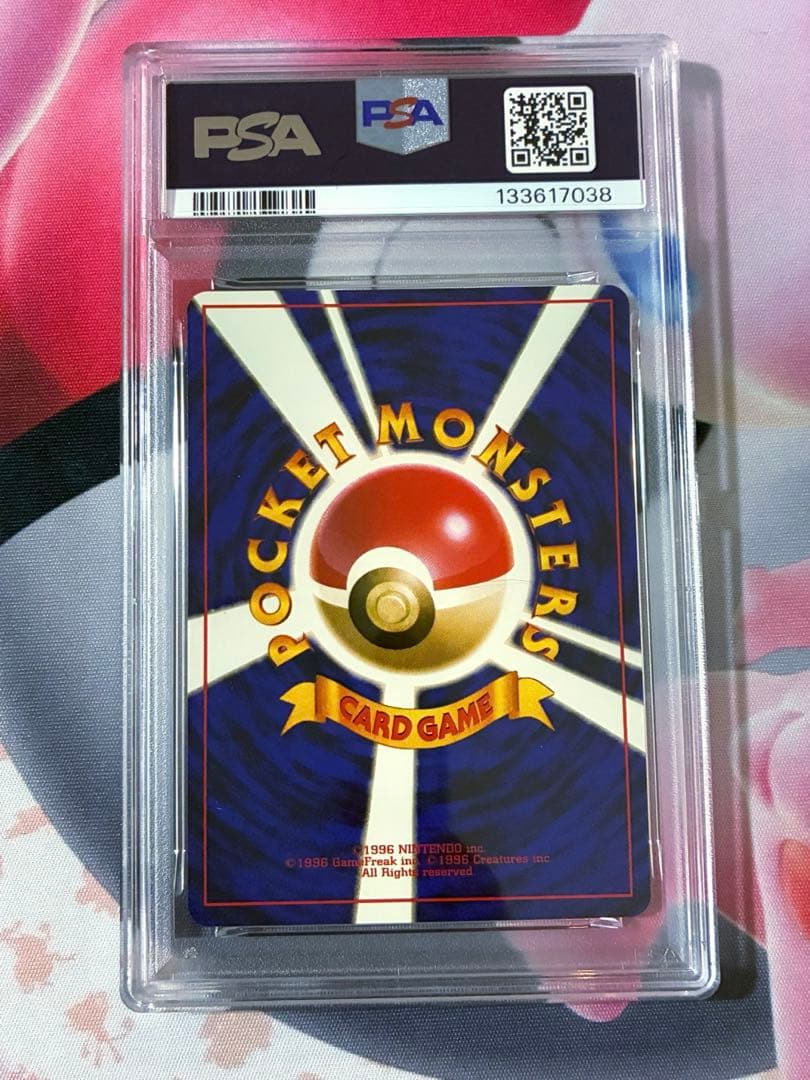 PSA
PSA
133617038
POCKET MONSTERS
CARD GAME
©1996 NINTENDO inc.
©1996 GameFreak inc. ©1996 Creatures inc
All Rights reserved